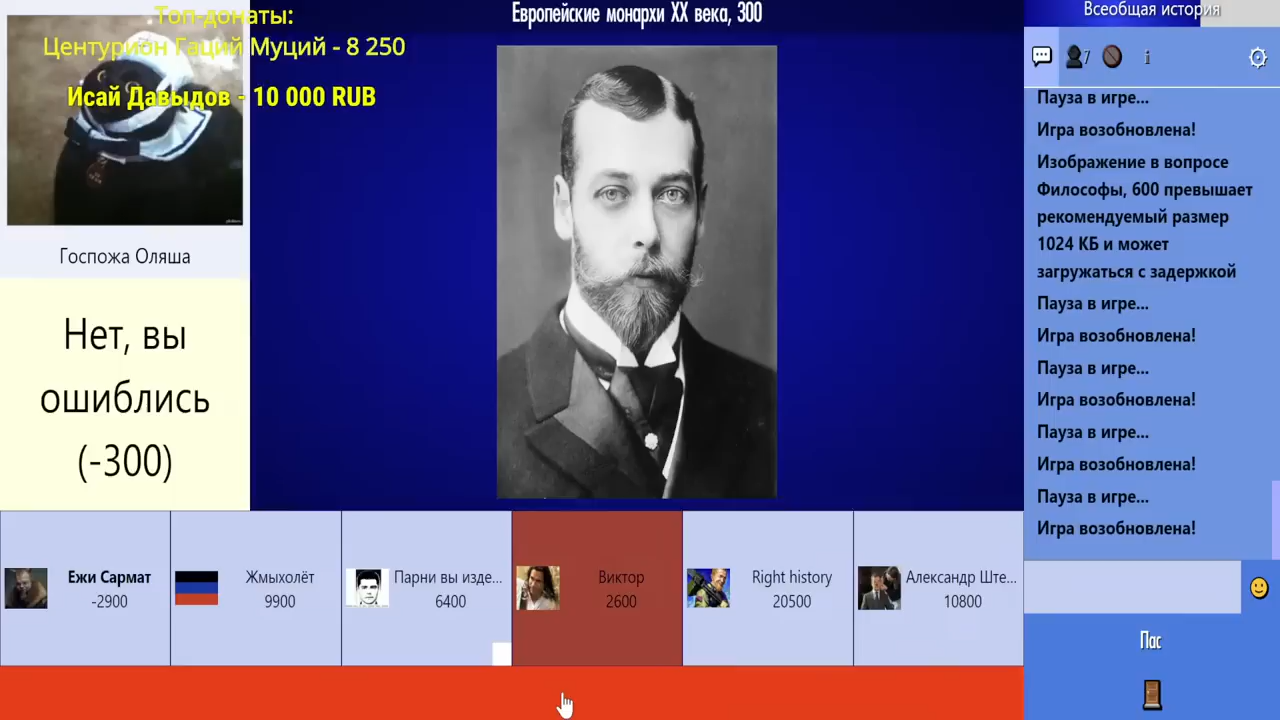 Топ-донаты:
Центурион Гаций Муций - 8 250
Исай Давыдов - 10 000 RUB
Госпожа Оляша
Нет, вы
ошиблись
(-300)
Европейские монархи XX века, 300
Всеобщая история
7
i
Пауза в игре...
Игра возобновлена!
Изображение в вопросе
Философы, 600 превышает
рекомендуемый размер
1024 КБ и может
загружаться с задержкой
Пауза в игре...
Игра возобновлена!
Пауза в игре...
Игра возобновлена!
Пауза в игре...
Игра возобновлена!
Пауза в игре...
Игра возобновлена!
Ежи Сармат
-2900
Жмыхолёт
9900
Парни вы изде...
6400
Виктор
2600
Right history
20500
Александр Ште...
10800
Пас